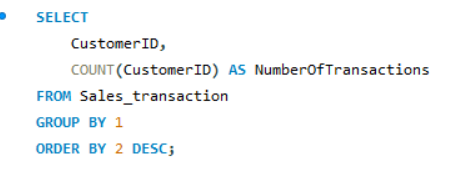 SELECT
CustomerID,
COUNT(CustomerID) AS NumberOfTransactions
FROM Sales_transaction
GROUP BY 1
ORDER BY 2 DESC;